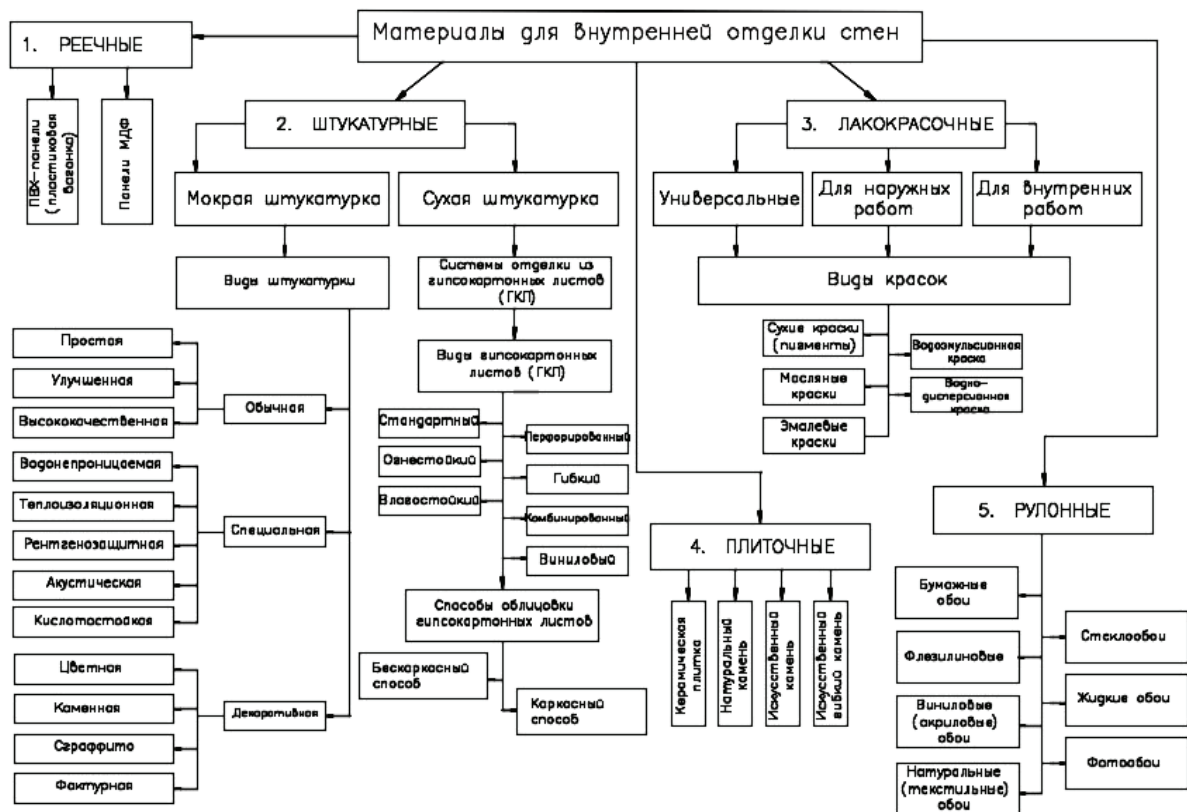 Материалы для внутренней отделки стен
1. РЕЕЧНЫЕ
ПВХ-панели
(пластиковая
вагонка)
Панели МДФ
2. ШТУКАТУРНЫЕ
Мокрая штукатурка
Сухая штукатурка
Виды штукатурки
Системы отделки из
гипсокартонных листов
(ГКЛ)
Простая
Улучшенная
Высококачественная
Обычная
Водонепроницаемая
Теплоизоляционная
Рентгенозащитная
Акустическая
Кислотостойкая
Специальная
Цветная
Каменная
Сграффито
Фактурная
Декоративная
Виды гипсокартонных
листов (ГКЛ)
Стандартный
Перфорированный
Огнестойкий
Гибкий
Влагостойкий
Комбинированный
Виниловый
Способы облицовки
гипсокартонных листов
Бескаркасный
способ
Каркасный
способ
3. ЛАКОКРАСОЧНЫЕ
Универсальные
Для наружных
работ
Для внутренних
работ
Виды красок
Сухие краски
(пигменты)
Водоэмульсионная
краска
Масляные
краски
Водно-
дисперсионная
краска
Эмалевые
краски
4. ПЛИТОЧНЫЕ
Керамическая
плитка
Натуральный
камень
Искусственный
камень
Искусственный
гибкий камень
5. РУЛОННЫЕ
Бумажные
обои
Стеклообои
Флезилиновые
Жидкие обои
Виниловые
(акриловые)
обои
Фотообои
Натуральные
(текстильные)
обои